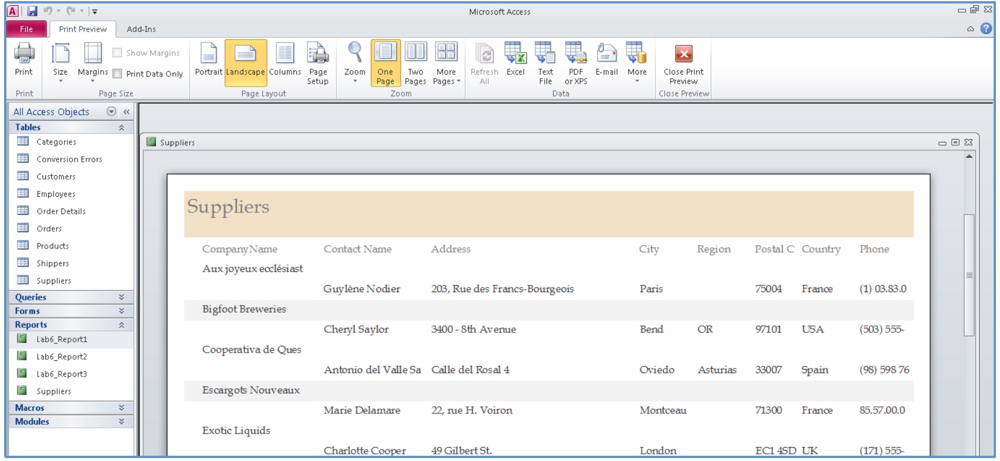 Microsoft Access
File Print Preview Add-Ins
Print Size Margins Show Margins Print Data Only Portrait Landscape Columns Page Setup Zoom One Page Two Pages More Pages Refresh All Excel Text File PDF or XPS E-mail More Close Print Preview
Print Page Size Page Layout Zoom Data Close Preview
All Access Objects
Tables
Categories
Conversion Errors
Customers
Employees
Order Details
Orders
Products
Shippers
Suppliers
Queries
Forms
Reports
Lab6_Report1
Lab6_Report2
Lab6_Report3
Suppliers
Macros
Modules
Suppliers
Suppliers
CompanyName Contact Name Address City Region Postal C Country Phone
Aux joyeux ecclésiast
Guylène Nodier 203, Rue des Francs-Bourgeois Paris 75004 France (1) 03.83.0
Bigfoot Breweries
Cheryl Saylor 3400 - 8th Avenue Bend OR 97101 USA (503) 555-
Cooperativa de Ques
Antonio del Valle Sa Calle del Rosal 4 Oviedo Asturias 33007 Spain (98) 598 76
Escargots Nouveaux
Marie Delamare 22, rue H. Voiron Montceau 71300 France 85.57.00.0
Exotic Liquids
Charlotte Cooper 49 Gilbert St. London EC1 4SD UK (171) 555-